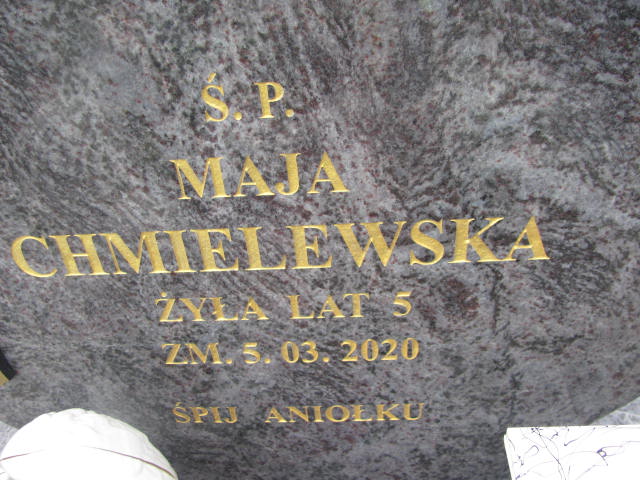 Ś. P.
MAJA
CHMIELEWSKA
ŻYŁA LAT 5
ZM. 5. 03. 2020
ŚPIJ ANIOŁKU